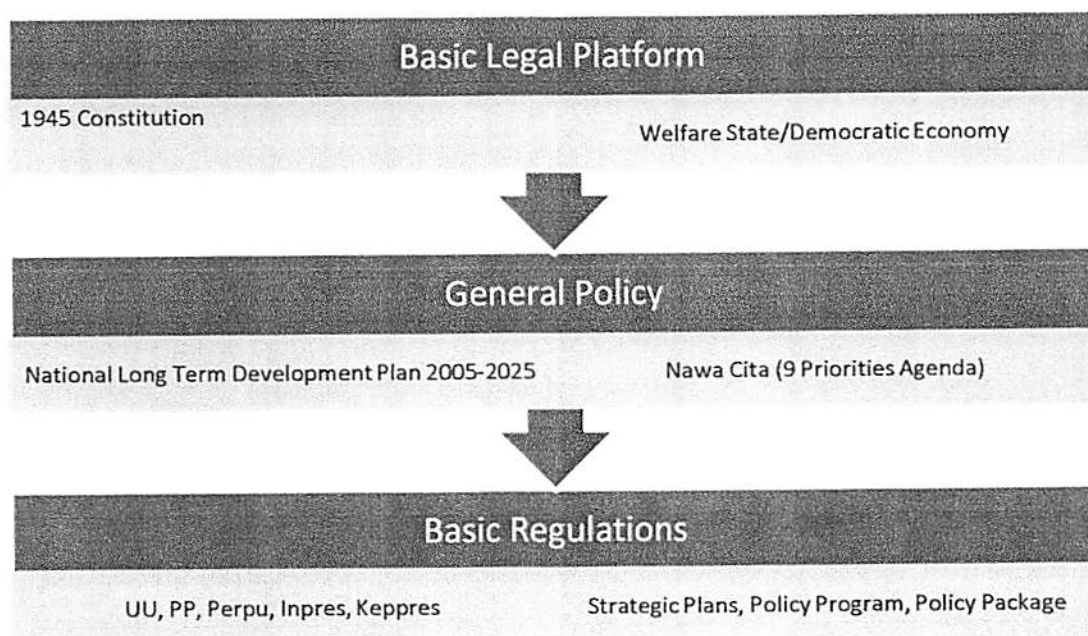 Basic Legal Platform
1945 Constitution
Welfare State/Democratic Economy
General Policy
National Long Term Development Plan 2005-2025
Nawa Cita (9 Priorities Agenda)
Basic Regulations
UU, PP, Perpu, Inpres, Keppres
Strategic Plans, Policy Program, Policy Package